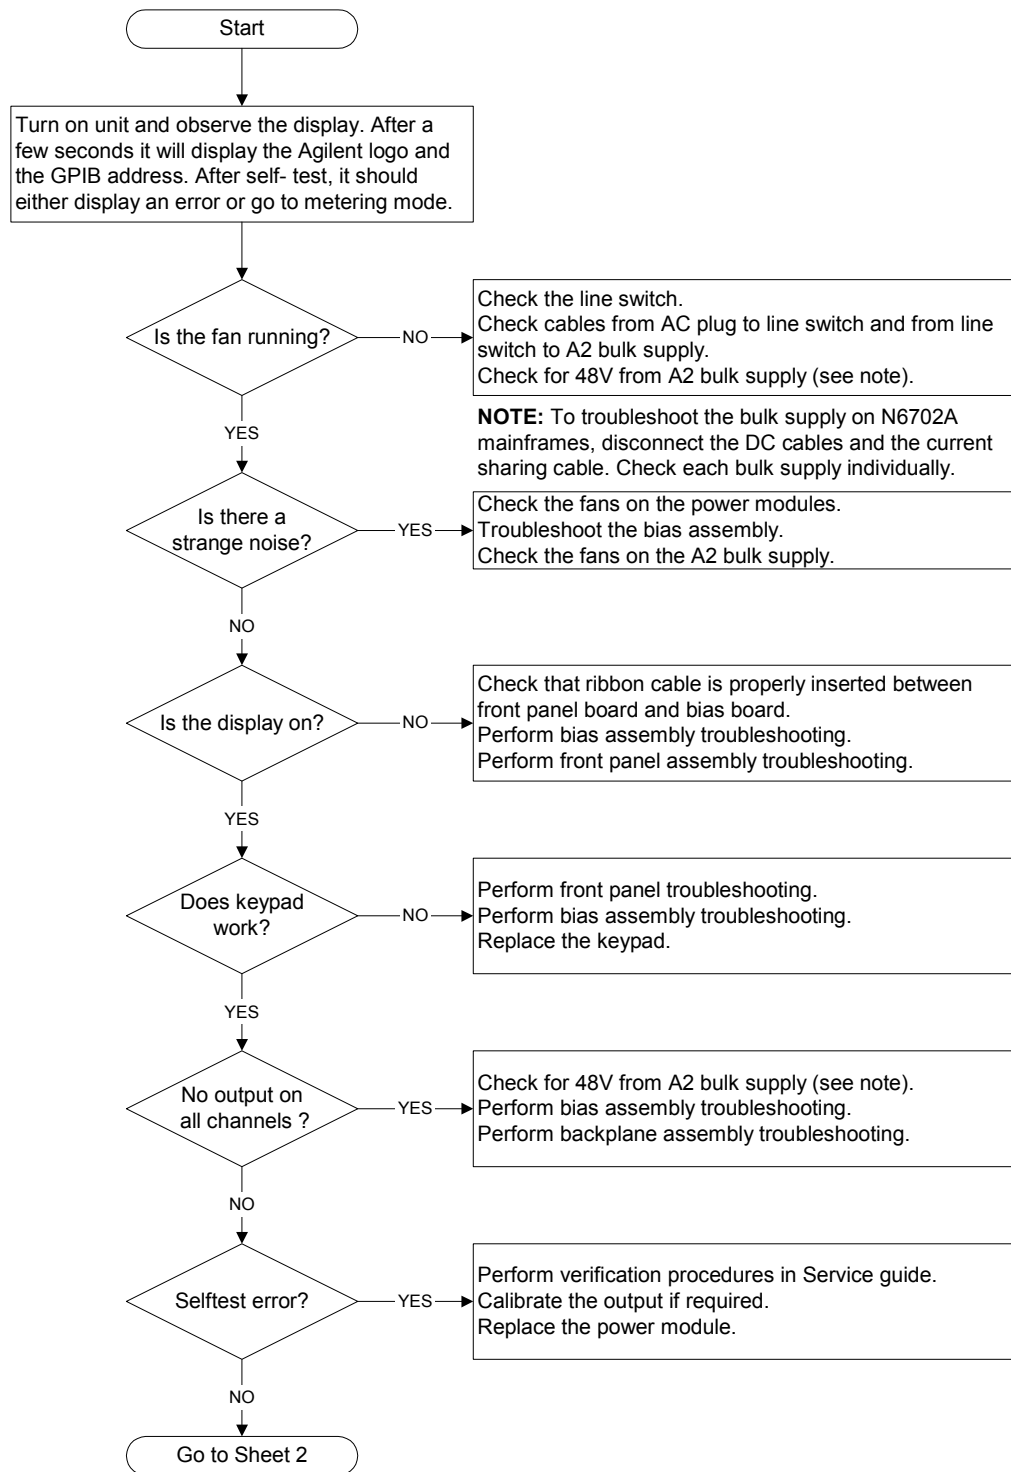 Start
Turn on unit and observe the display. After a
few seconds it will display the Agilent logo and
the GPIB address. After self- test, it should
either display an error or go to metering mode.
Is the fan running?
NO
Check the line switch.
Check cables from AC plug to line switch and from line
switch to A2 bulk supply.
Check for 48V from A2 bulk supply (see note).
NOTE: To troubleshoot the bulk supply on N6702A
mainframes, disconnect the DC cables and the current
sharing cable. Check each bulk supply individually.
YES
Is there a
strange noise?
YES
Check the fans on the power modules.
Troubleshoot the bias assembly.
Check the fans on the A2 bulk supply.
NO
Is the display on?
NO
Check that ribbon cable is properly inserted between
front panel board and bias board.
Perform bias assembly troubleshooting.
Perform front panel assembly troubleshooting.
YES
Does keypad
work?
NO
Perform front panel troubleshooting.
Perform bias assembly troubleshooting.
Replace the keypad.
YES
No output on
all channels ?
YES
Check for 48V from A2 bulk supply (see note).
Perform bias assembly troubleshooting.
Perform backplane assembly troubleshooting.
NO
Selftest error?
YES
Perform verification procedures in Service guide.
Calibrate the output if required.
Replace the power module.
NO
Go to Sheet 2